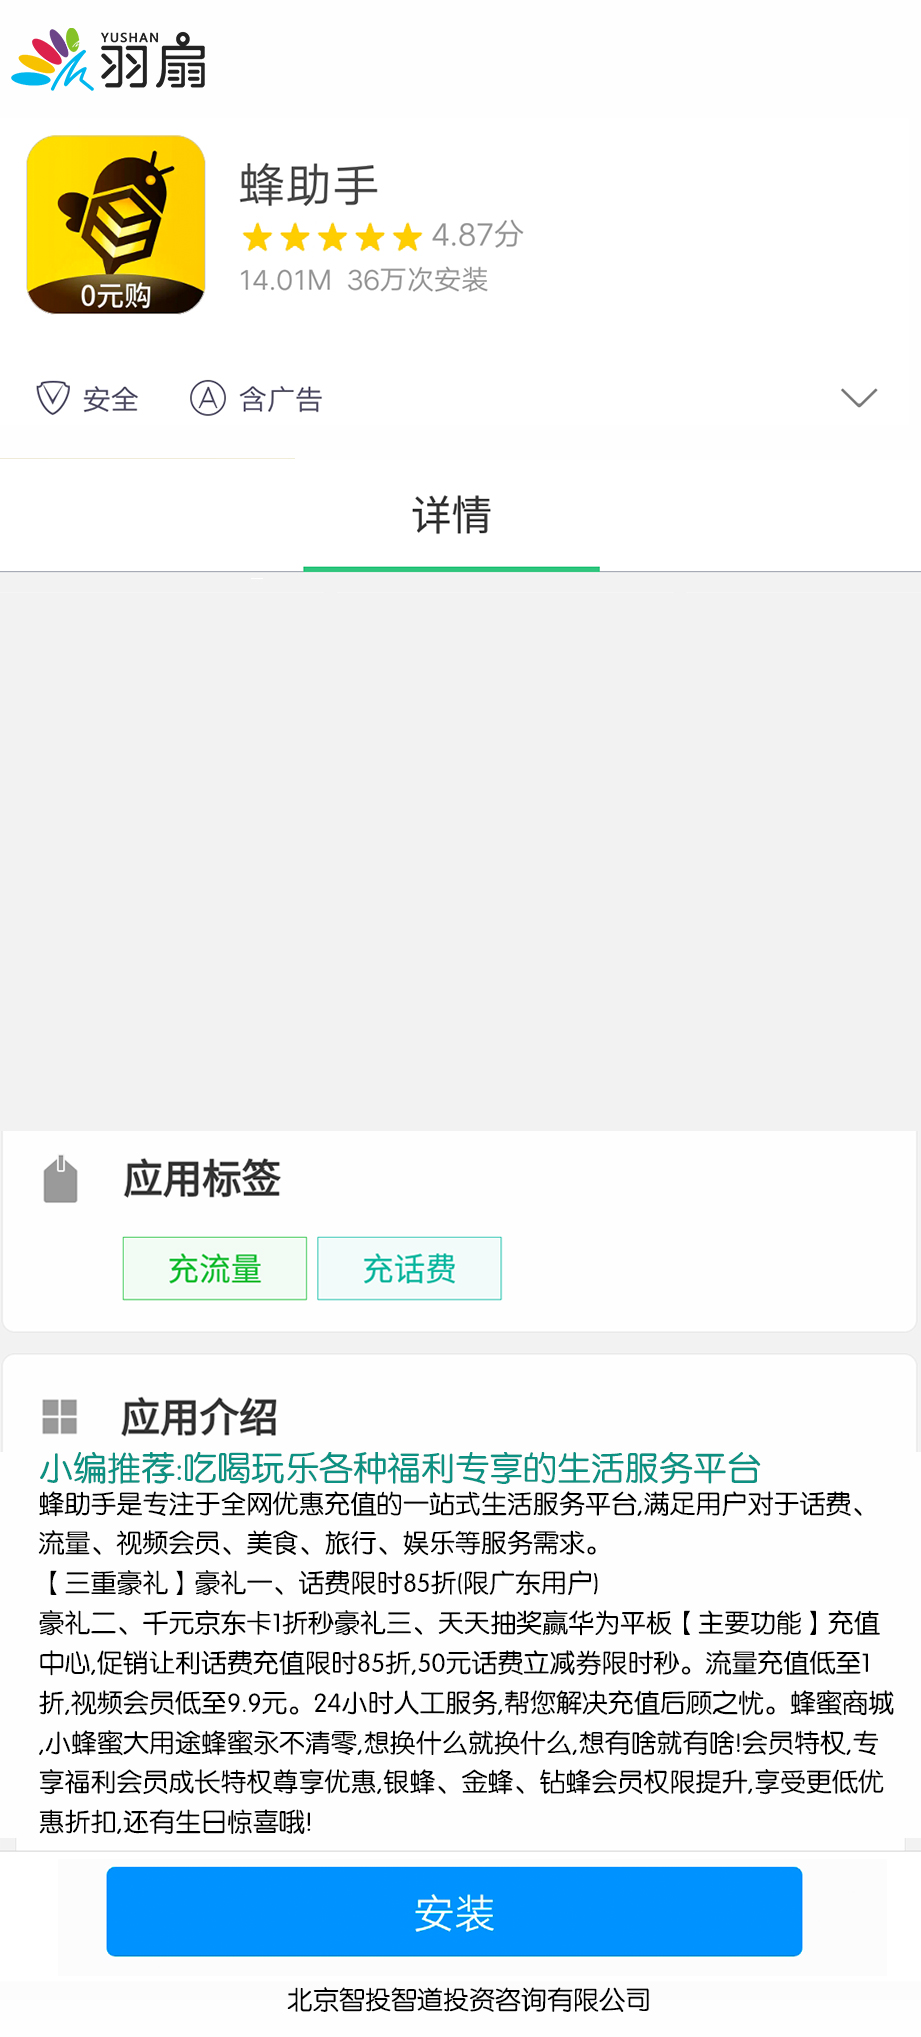 YUSHAN
羽扇
0元购
蜂助手
4.87分
14.01M 36万次安装
安全
含广告
详情
应用标签
充流量
充话费
应用介绍
小编推荐:吃喝玩乐各种福利专享的生活服务平台
蜂助手是专注于全网优惠充值的一站式生活服务平台,满足用户对于话费、
流量、视频会员、美食、旅行、娱乐等服务需求。
【三重豪礼】豪礼一、话费限时85折(限广东用户)
豪礼二、千元京东卡1折秒豪礼三、天天抽奖赢华为平板【主要功能】充值
中心,促销让利话费充值限时85折,50元话费立减券限时秒。流量充值低至1
折,视频会员低至9.9元。24小时人工服务,帮您解决充值后顾之忧。蜂蜜商城
,小蜂蜜大用途蜂蜜永不清零,想换什么就换什么,想有啥就有啥!会员特权,专
享福利会员成长特权尊享优惠,银蜂、金蜂、钻蜂会员权限提升,享受更低优
惠折扣,还有生日惊喜哦!
安装
北京智投智道投资咨询有限公司